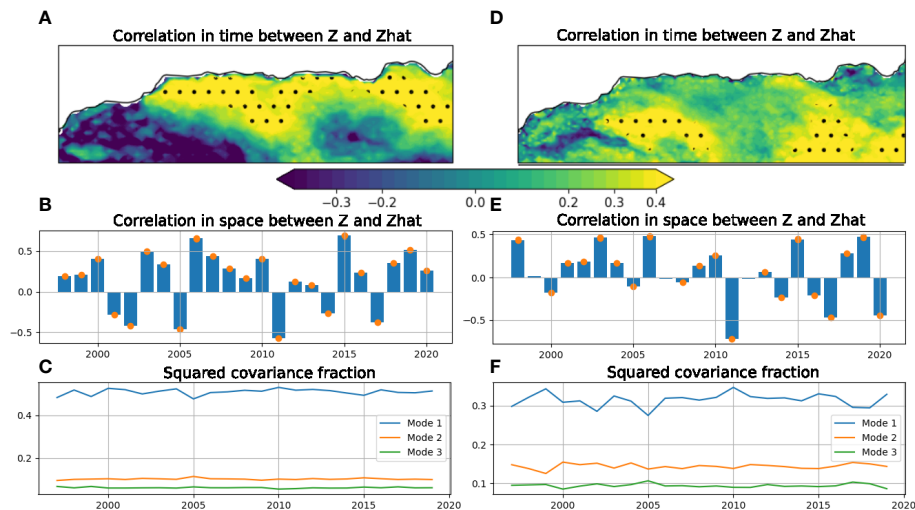 A
Correlation in time between Z and Zhat
D
Correlation in time between Z and Zhat
−0.3 −0.2 0.0 0.2 0.4
B
Correlation in space between Z and Zhat
0.5
0.0
−0.5
2000 2005 2010 2015 2020
E
Correlation in space between Z and Zhat
0.5
0.0
−0.5
2000 2005 2010 2015 2020
C
Squared covariance fraction
0.4
0.2
Mode 1
Mode 2
Mode 3
2000 2005 2010 2015 2020
F
Squared covariance fraction
0.3
0.2
0.1
Mode 1
Mode 2
Mode 3
2000 2005 2010 2015 2020